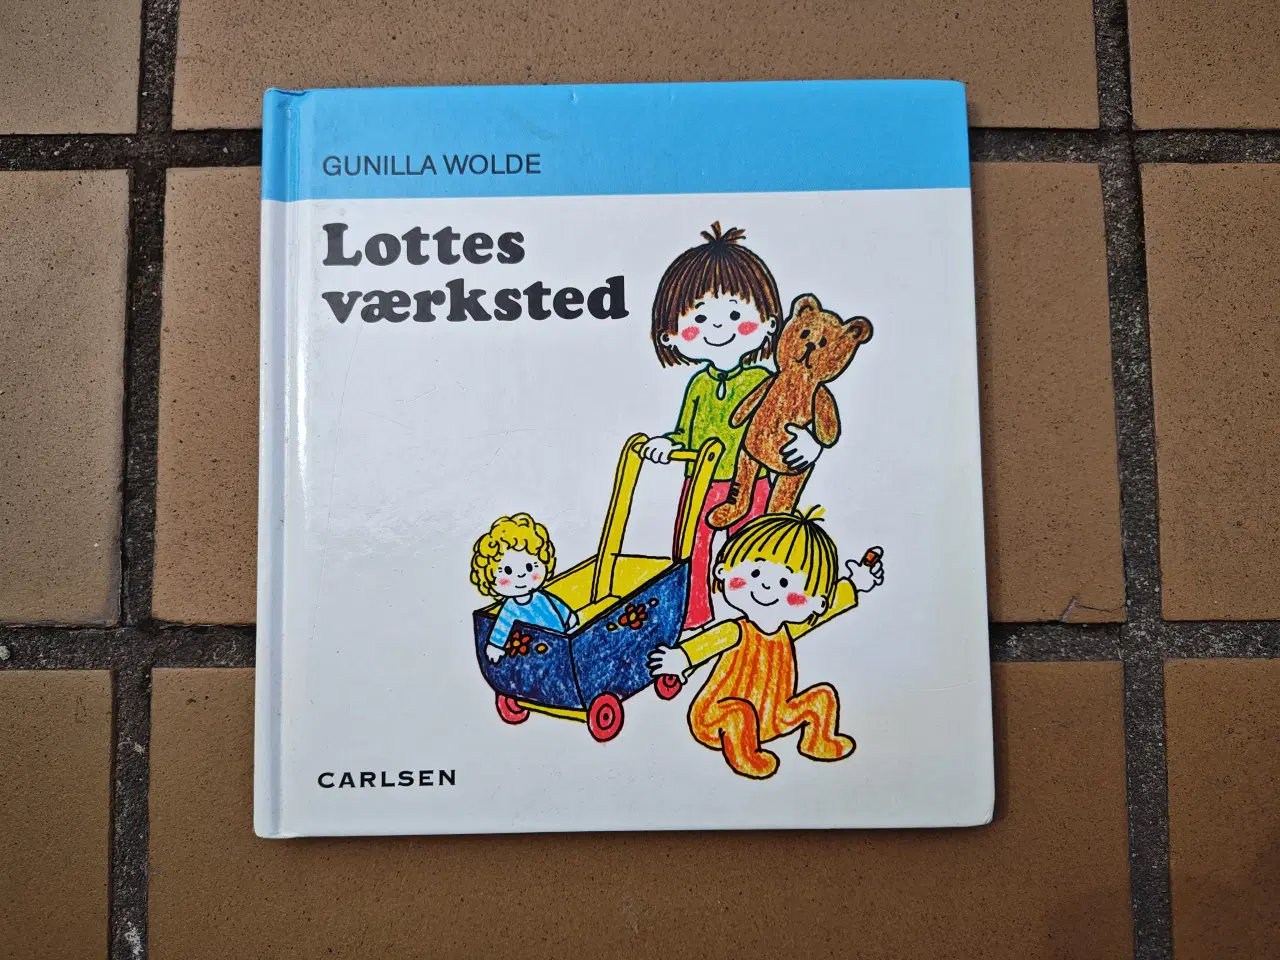 GUNILLA WOLDE
Lottes
værksted
CARLSEN